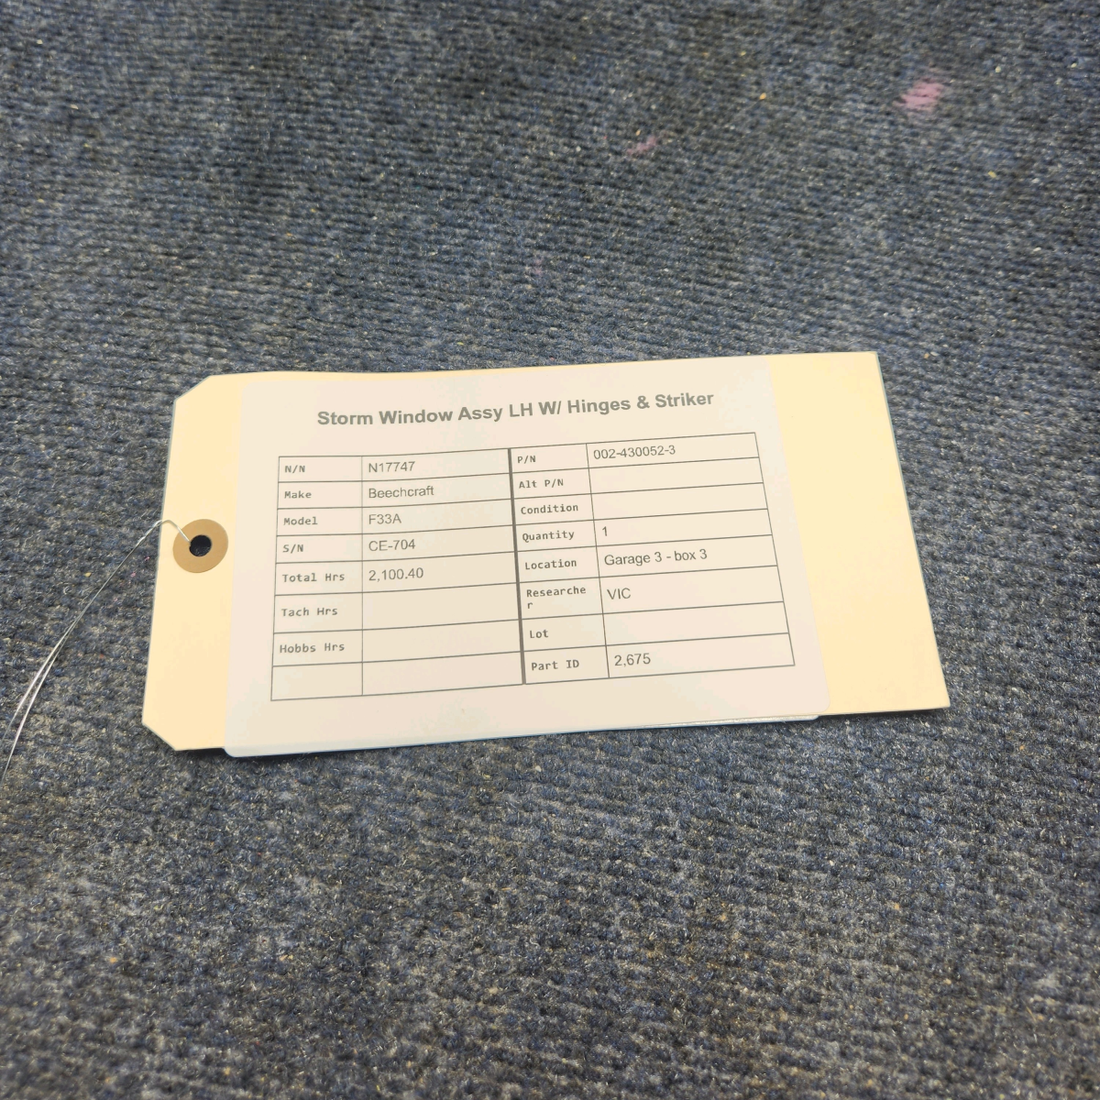 Storm Window Assy LH W/ Hinges & Striker
N/N N17747
Make Beechcraft
Model F33A
S/N CE-704
Total Hrs 2,100.40
Tach Hrs
Hobbs Hrs
P/N 002-430052-3
Alt P/N
Condition
Quantity 1
Location Garage 3 - box 3
Researche
r VIC
Lot
Part ID 2,675